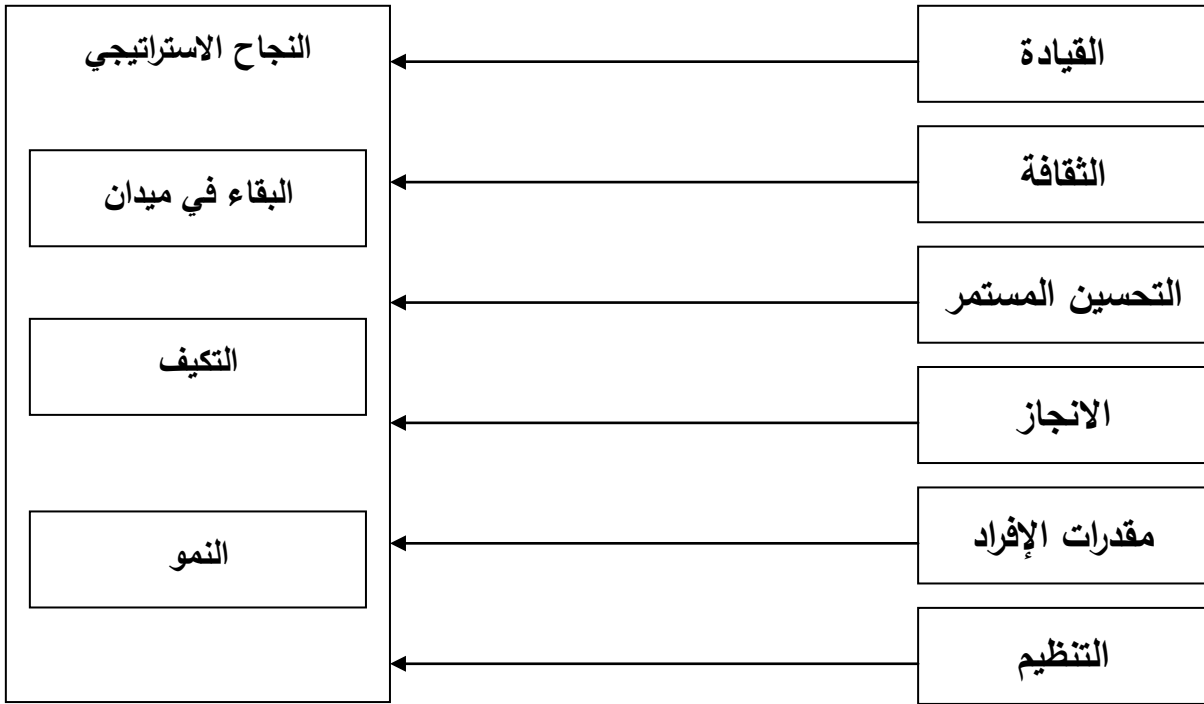 القيادة
الثقافة
التحسين المستمر
الانجاز
مقدرات الإفراد
التنظيم
النجاح الاستراتيجي
البقاء في ميدان
التكيف
النمو